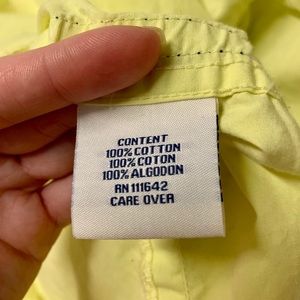 CONTENT
100% COTTON
100% COTON
100% ALGODON
RN 111642
CARE OVER